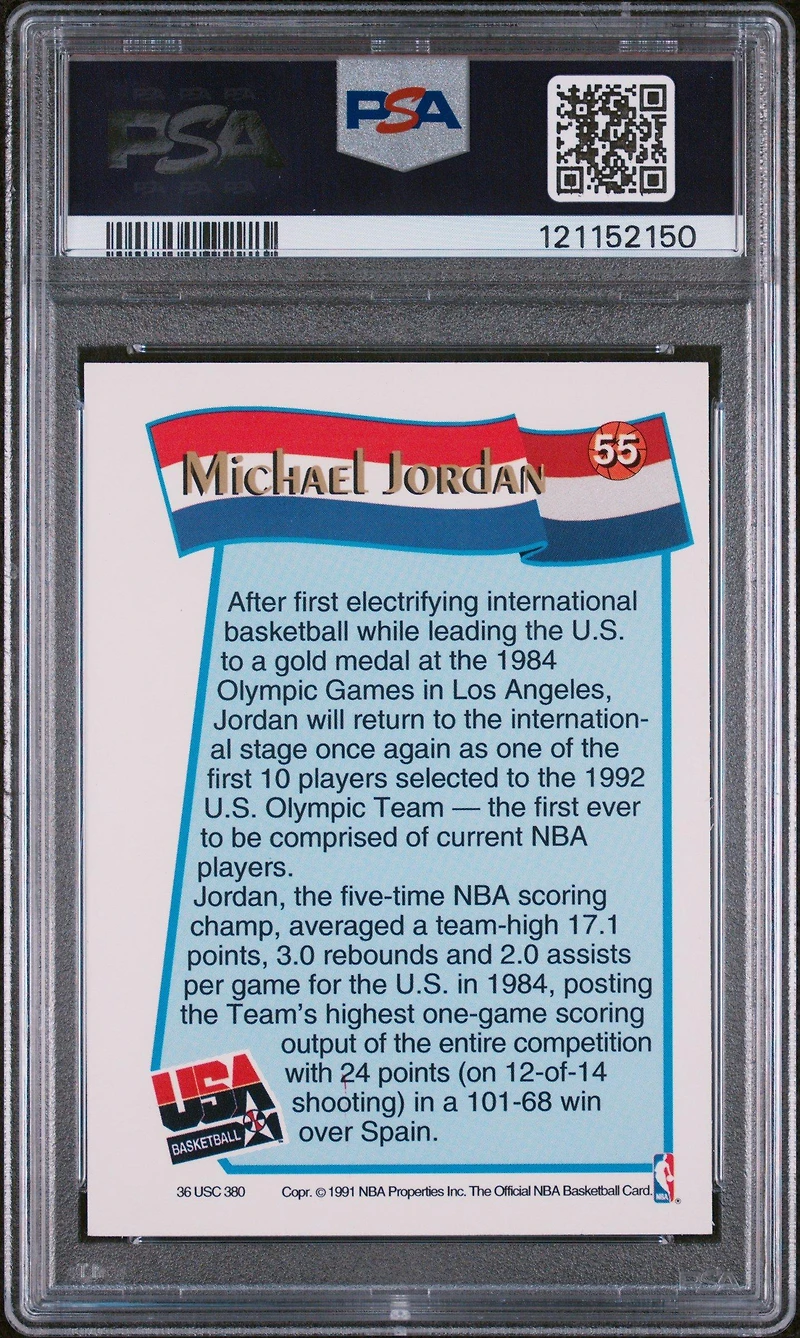 PSA
PSA
121152150
Michael Jordan
55
After first electrifying international
basketball while leading the U.S.
to a gold medal at the 1984
Olympic Games in Los Angeles,
Jordan will return to the internation-
al stage once again as one of the
first 10 players selected to the 1992
U.S. Olympic Team — the first ever
to be comprised of current NBA
players.
Jordan, the five-time NBA scoring
champ, averaged a team-high 17.1
points, 3.0 rebounds and 2.0 assists
per game for the U.S. in 1984, posting
the Team's highest one-game scoring
output of the entire competition
with 24 points (on 12-of-14
shooting) in a 101-68 win
over Spain.
USA
BASKETBALL
36 USC 380
Copr. © 1991 NBA Properties Inc. The Official NBA Basketball Card.
NBA